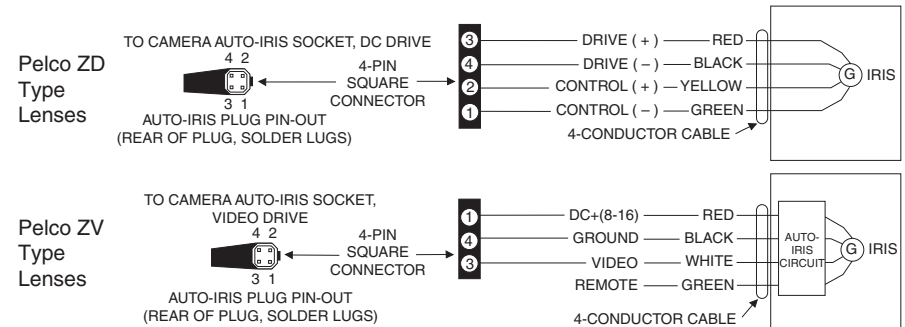 Pelco ZD
Type
Lenses
TO CAMERA AUTO-IRIS SOCKET, DC DRIVE
4 2
3 1
AUTO-IRIS PLUG PIN-OUT
(REAR OF PLUG, SOLDER LUGS)
4-PIN
SQUARE
CONNECTOR
3 DRIVE ( + ) RED
4 DRIVE ( – ) BLACK
2 CONTROL ( + ) YELLOW
1 CONTROL ( – ) GREEN
4-CONDUCTOR CABLE
G IRIS
Pelco ZV
Type
Lenses
TO CAMERA AUTO-IRIS SOCKET,
VIDEO DRIVE
4 2
3 1
AUTO-IRIS PLUG PIN-OUT
(REAR OF PLUG, SOLDER LUGS)
4-PIN
SQUARE
CONNECTOR
1 DC+(8-16) RED
4 GROUND BLACK
3 VIDEO WHITE
REMOTE GREEN
4-CONDUCTOR CABLE
AUTO-
IRIS
CIRCUIT
G IRIS